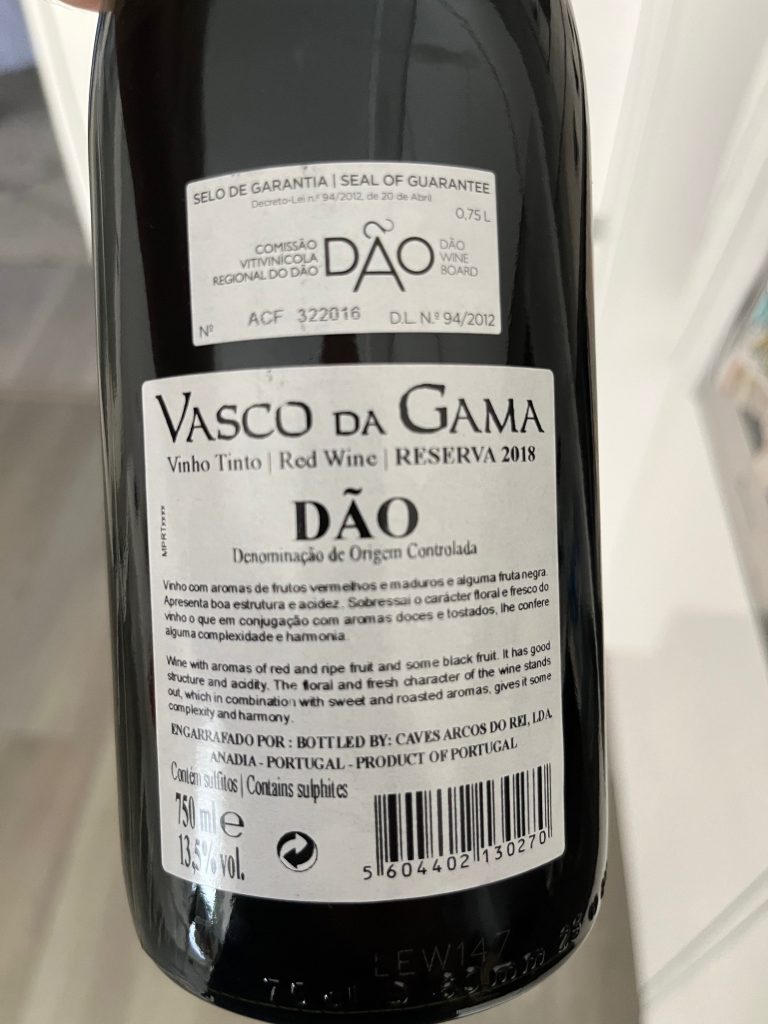 SELO DE GARANTIA | SEAL OF GUARANTEE
Decreto-Lei n.º 94/2012, de 20 de Abril
0,75 L
COMISSÃO
VITIVINÍCOLA
REGIONAL DO DÃO
DÃO
DÃO
WINE
BOARD
Nº ACF 322016 D.L. N.º 94/2012
VASCO DA GAMA
Vinho Tinto | Red Wine | RESERVA 2018
DÃO
Denominação de Origem Controlada
MPRTxxxx
Vinho com aromas de frutos vermelhos e maduros e alguma fruta negra.
Apresenta boa estrutura e acidez. Sobressai o carácter floral e fresco do
vinho o que em conjugação com aromas doces e tostados, lhe confere
alguma complexidade e harmonia.
Wine with aromas of red and ripe fruit and some black fruit. It has good
structure and acidity. The floral and fresh character of the wine stands
out, which in combination with sweet and roasted aromas, gives it some
complexity and harmony.
ENGARRAFADO POR : BOTTLED BY: CAVES ARCOS DO REI, LDA.
ANADIA - PORTUGAL - PRODUCT OF PORTUGAL
Contém sulfitos | Contains sulphites
750 ml e
13,5% vol.
5 604402 130270
LEW147